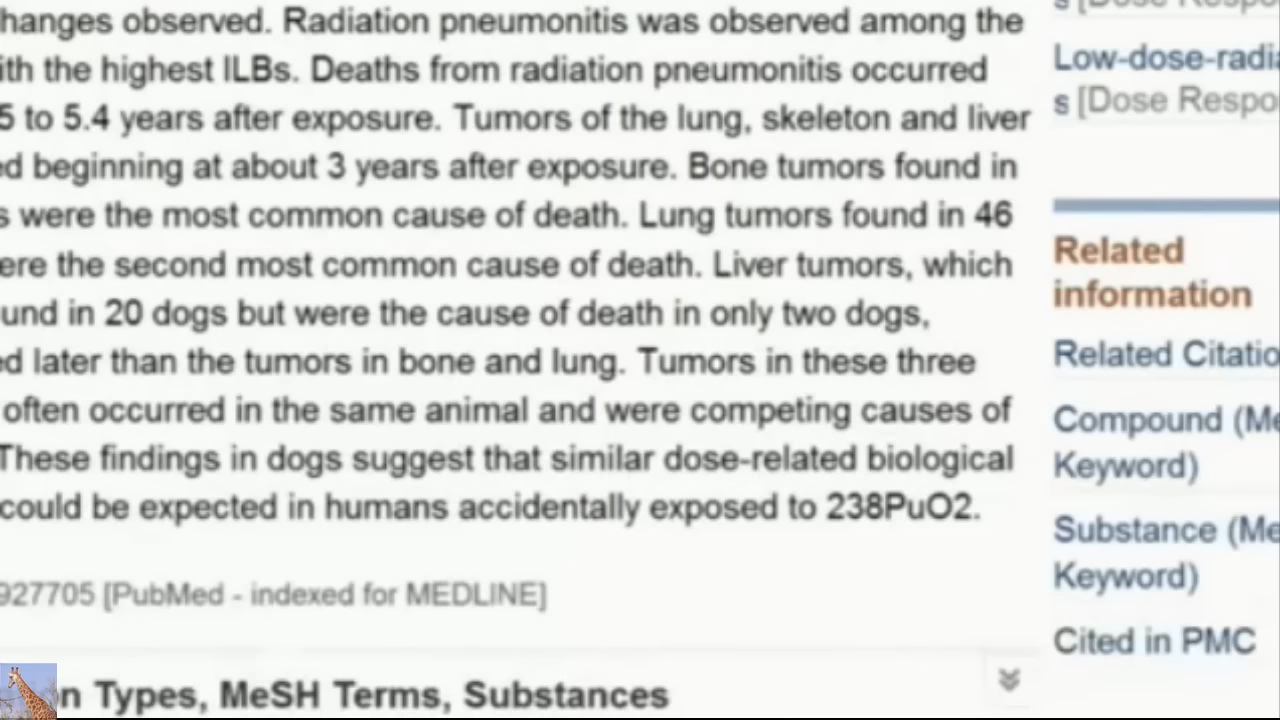 hanges observed. Radiation pneumonitis was observed among the
ith the highest ILBs. Deaths from radiation pneumonitis occurred
5 to 5.4 years after exposure. Tumors of the lung, skeleton and liver
ed beginning at about 3 years after exposure. Bone tumors found in
s were the most common cause of death. Lung tumors found in 46
ere the second most common cause of death. Liver tumors, which
und in 20 dogs but were the cause of death in only two dogs,
ed later than the tumors in bone and lung. Tumors in these three
often occurred in the same animal and were competing causes of
These findings in dogs suggest that similar dose-related biological
could be expected in humans accidentally exposed to 238PuO2.
927705 [PubMed - indexed for MEDLINE]
n Types, MeSH Terms, Substances
s [Dose Respo
Low-dose-radia
s [Dose Respo
Related
information
Related Citatio
Compound (Me
Keyword)
Substance (Me
Keyword)
Cited in PMC